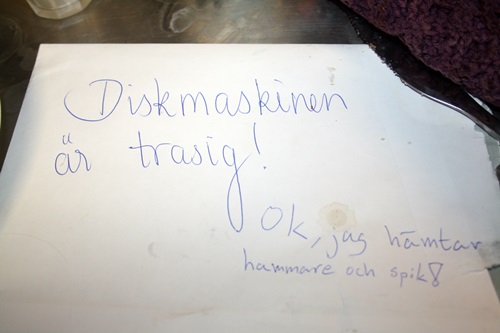 Diskmaskinen
är trasig!
Ok, jag hämtar
hammare och spik!